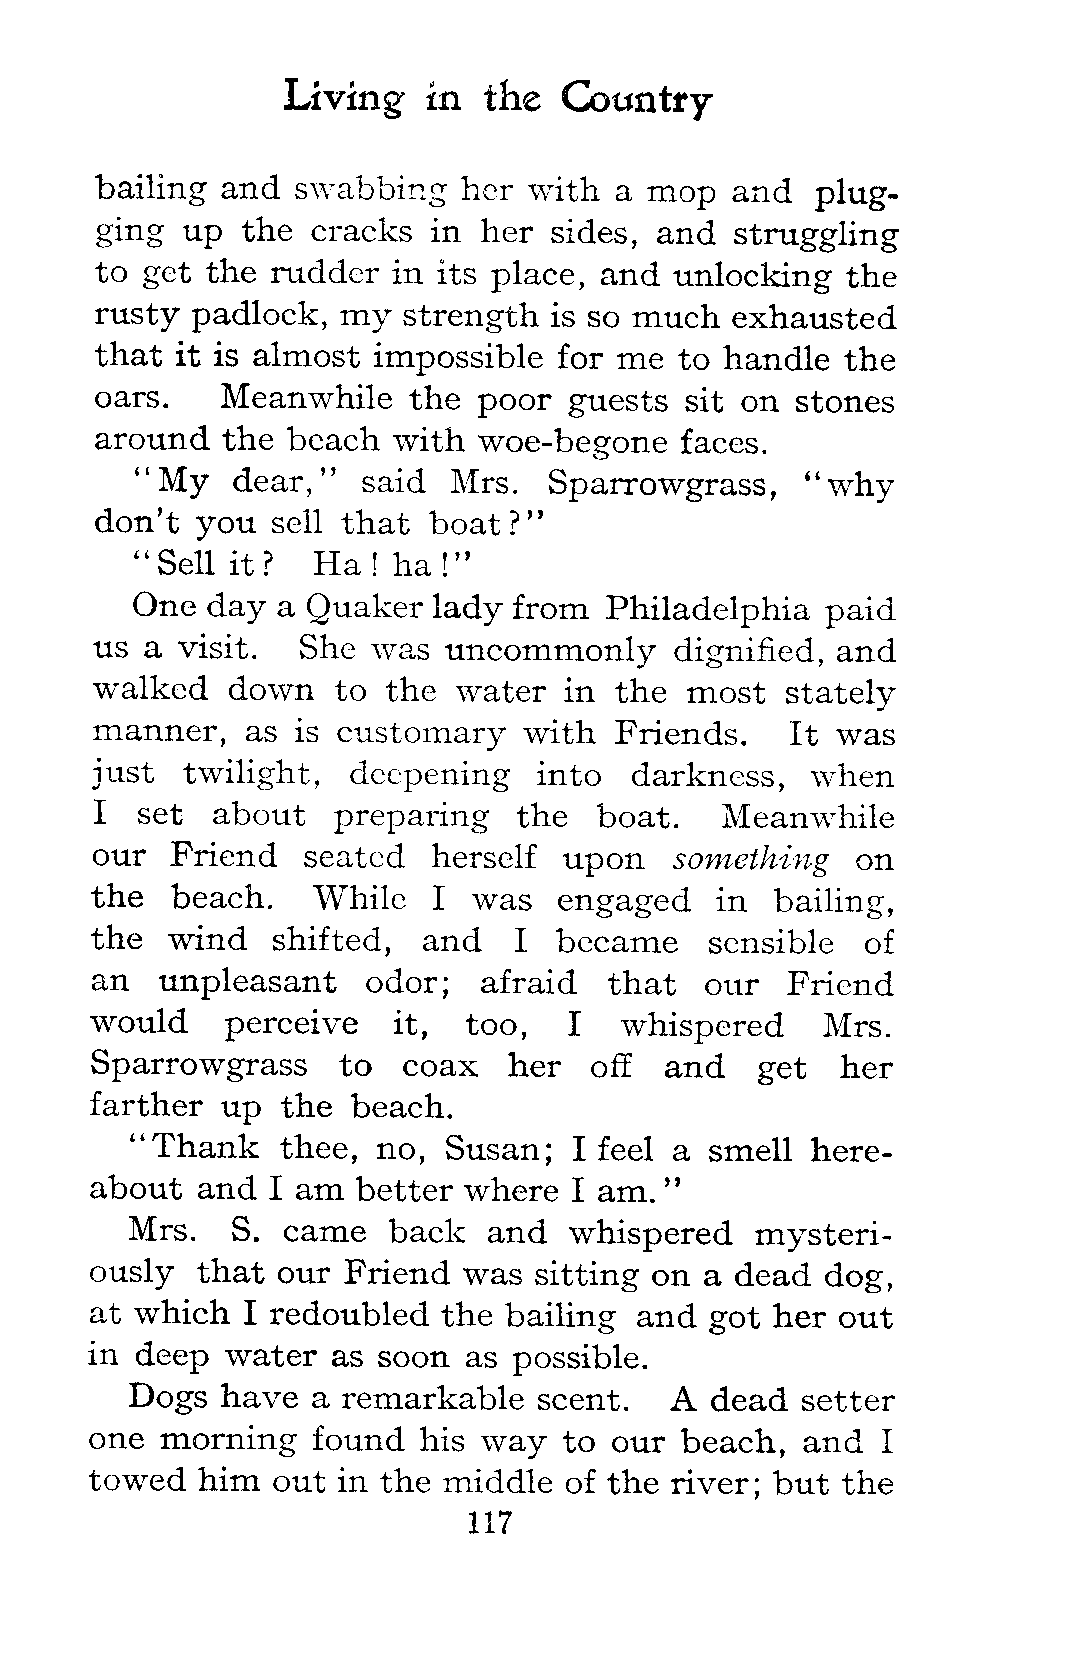 Living in the Country
bailing and swabbing her with a mop and plug-
ging up the cracks in her sides, and struggling
to get the rudder in its place, and unlocking the
rusty padlock, my strength is so much exhausted
that it is almost impossible for me to handle the
oars. Meanwhile the poor guests sit on stones
around the beach with woe-begone faces.
"My dear," said Mrs. Sparrowgrass, "why
don't you sell that boat?"
"Sell it? Ha! ha!"
One day a Quaker lady from Philadelphia paid
us a visit. She was uncommonly dignified, and
walked down to the water in the most stately
manner, as is customary with Friends. It was
just twilight, deepening into darkness, when
I set about preparing the boat. Meanwhile
our Friend seated herself upon something on
the beach. While I was engaged in bailing,
the wind shifted, and I became sensible of
an unpleasant odor; afraid that our Friend
would perceive it, too, I whispered Mrs.
Sparrowgrass to coax her off and get her
farther up the beach.
"Thank thee, no, Susan; I feel a smell here-
about and I am better where I am."
Mrs. S. came back and whispered mysteri-
ously that our Friend was sitting on a dead dog,
at which I redoubled the bailing and got her out
in deep water as soon as possible.
Dogs have a remarkable scent. A dead setter
one morning found his way to our beach, and I
towed him out in the middle of the river; but the
117